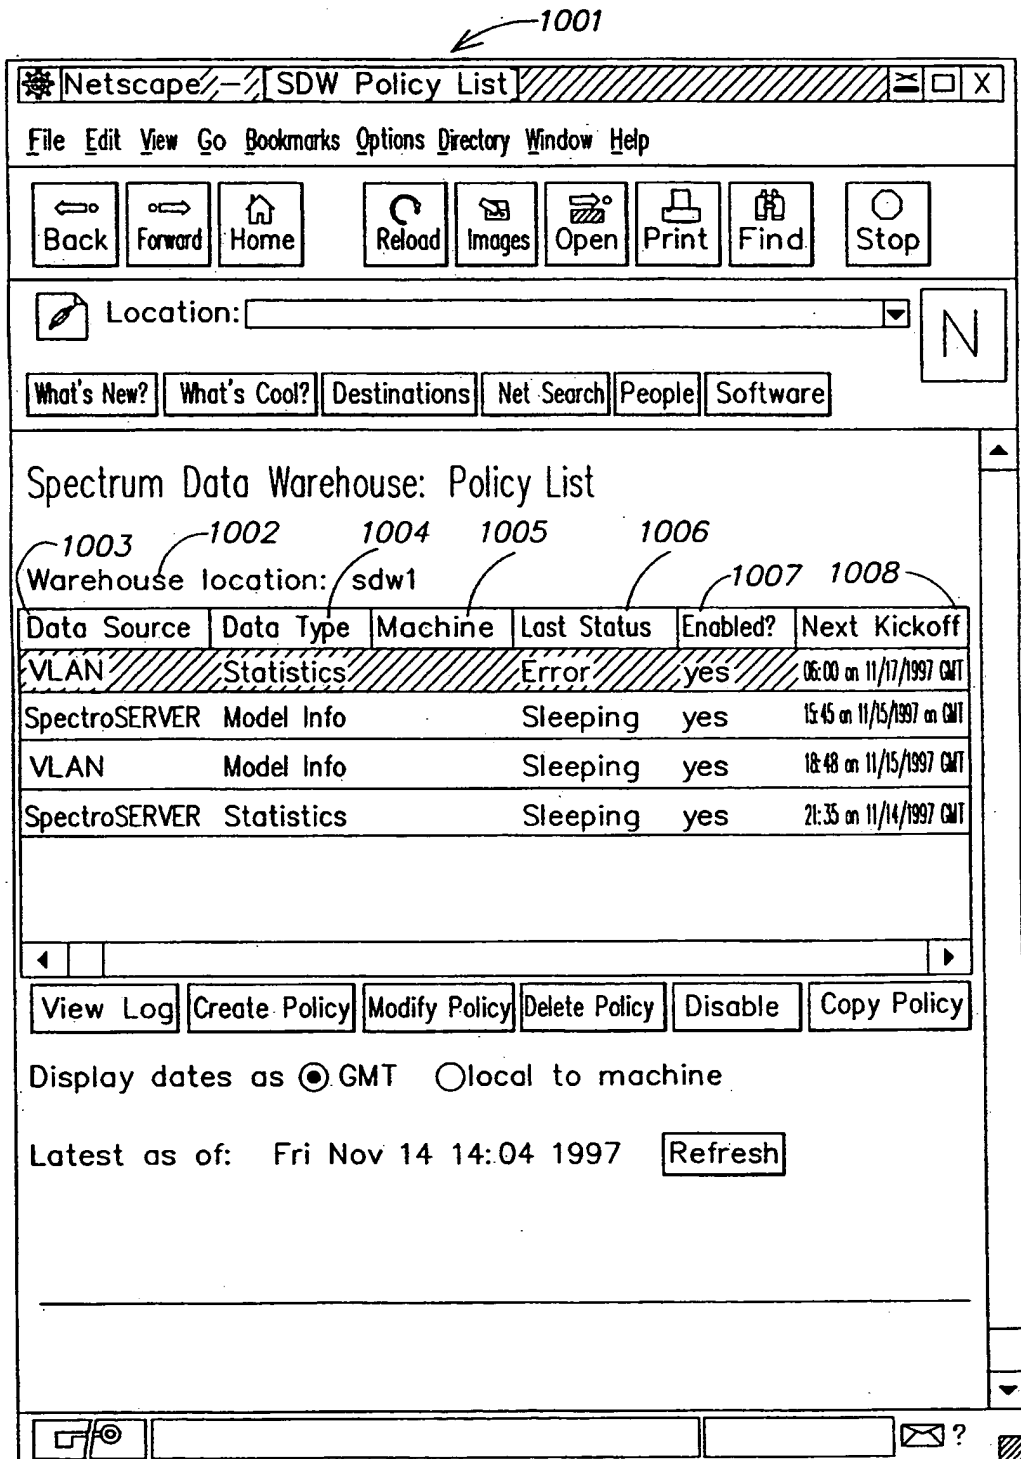 1001
Netscape - [SDW Policy List] X
File Edit View Go Bookmarks Options Directory Window Help
Back Forward Home Reload Images Open Print Find Stop
Location: N
What's New? What's Cool? Destinations Net Search People Software
Spectrum Data Warehouse: Policy List
1003 1002 1004 1005 1006
Warehouse location: sdw1
1007 1008
Data Source Data Type Machine Last Status Enabled? Next Kickoff
VLAN Statistics Error yes 06:00 on 11/17/1997 GMT
SpectroSERVER Model Info Sleeping yes 15:45 on 11/15/1997 on GMT
VLAN Model Info Sleeping yes 18:48 on 11/15/1997 GMT
SpectroSERVER Statistics Sleeping yes 21:35 on 11/14/1997 GMT
View Log Create Policy Modify Policy Delete Policy Disable Copy Policy
Display dates as GMT local to machine
Latest as of: Fri Nov 14 14:04 1997 Refresh
?